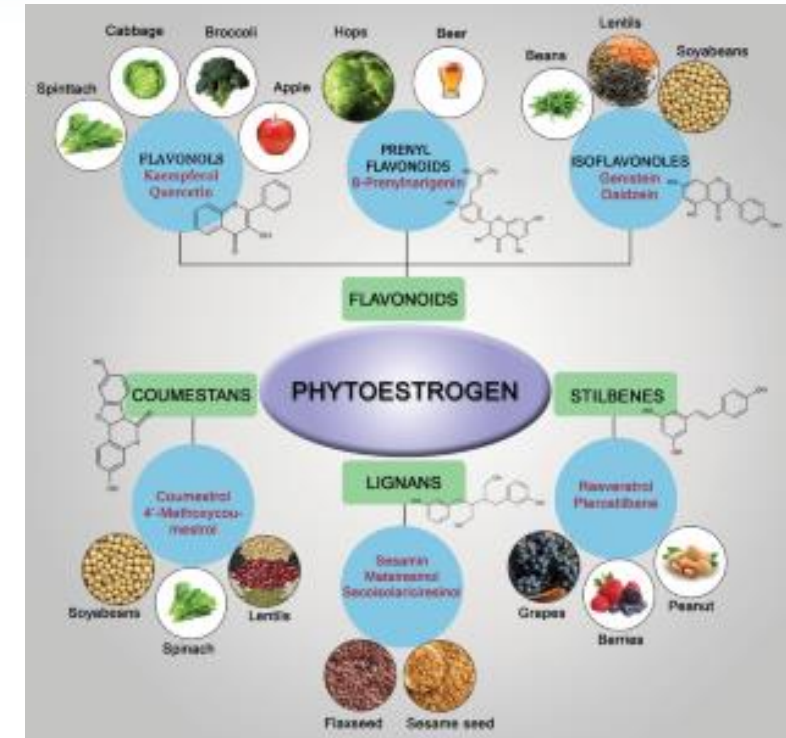 Cabbage
Broccoli
Hops
Beer
Lentils
Beans
Soyabeans
Spinttach
Apple
FLAVONOLS
Kaempferol
Quercetin
PRENYL
FLAVONOIDS
8-Prenylnarigenin
ISOFLAVONOLES
Genistein
Daidzein
FLAVONOIDS
PHYTOESTROGEN
COUMESTANS
STILBENES
LIGNANS
Coumestrol
4'-Methoxycou-
mestrol
Resveratrol
Pterostilbene
Sesamin
Matairesinol
Secoisolariciresinol
Soyabeans
Spinach
Lentils
Grapes
Berries
Peanut
Flaxseed
Sesame seed